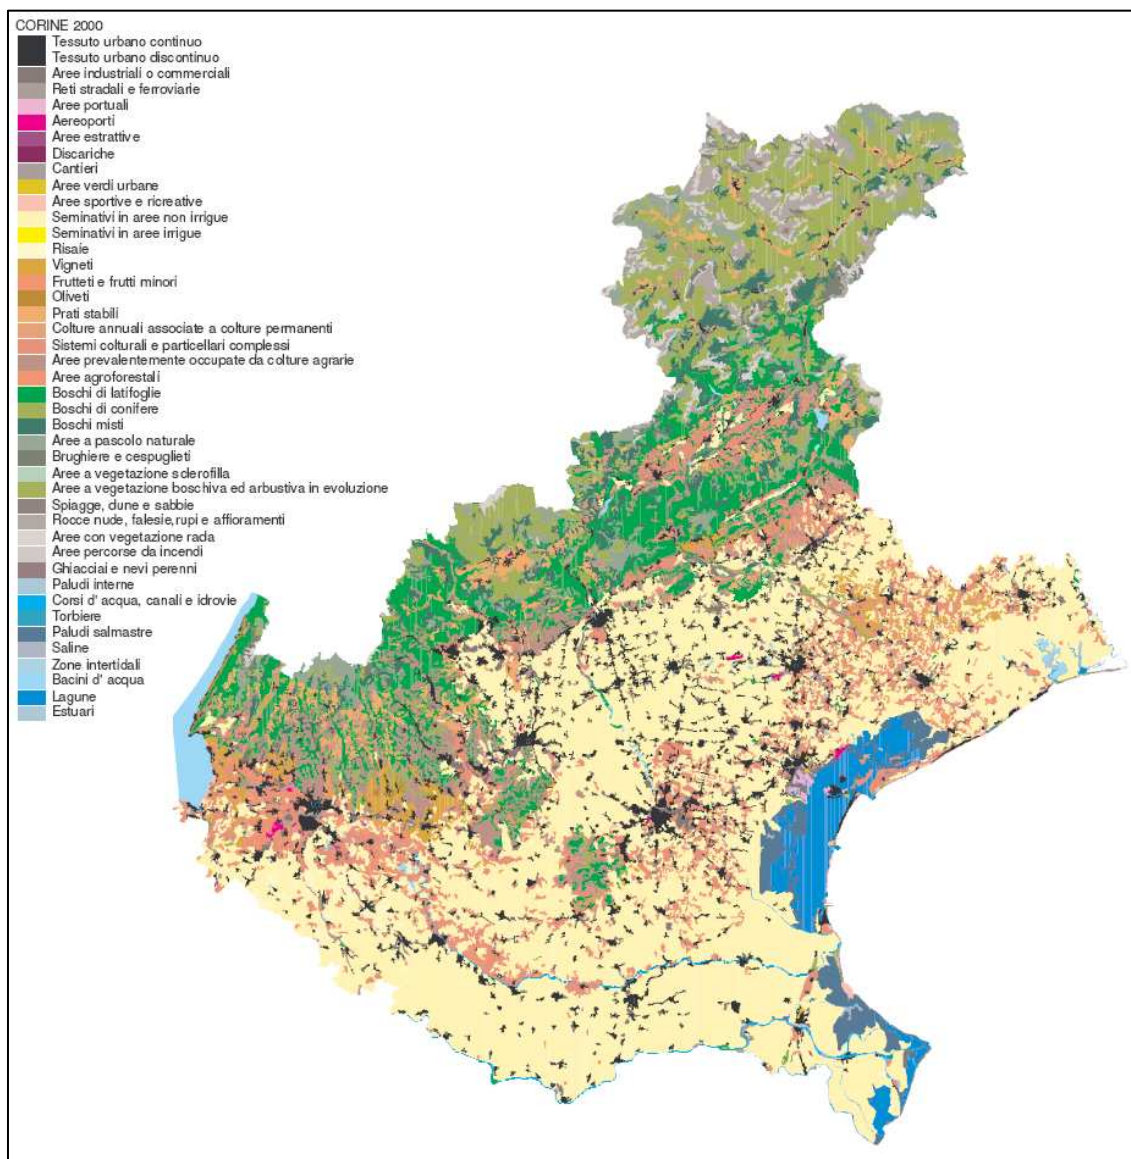 CORINE 2000
Tessuto urbano continuo
Tessuto urbano discontinuo
Aree industriali o commerciali
Reti stradali e ferroviarie
Aree portuali
Aereoporti
Aree estrattive
Discariche
Cantieri
Aree verdi urbane
Aree sportive e ricreative
Seminativi in aree non irrigue
Seminativi in aree irrigue
Risaie
Vigneti
Frutteti e frutti minori
Oliveti
Prati stabili
Colture annuali associate a colture permanenti
Sistemi colturali e particellari complessi
Aree prevalentemente occupate da colture agrarie
Aree agroforestali
Boschi di latifoglie
Boschi di conifere
Boschi misti
Aree a pascolo naturale
Brughiere e cespuglieti
Aree a vegetazione sclerofilla
Aree a vegetazione boschiva ed arbustiva in evoluzione
Spiagge, dune e sabbie
Rocce nude, falesie,rupi e affioramenti
Aree con vegetazione rada
Aree percorse da incendi
Ghiacciai e nevi perenni
Paludi interne
Corsi d' acqua, canali e idrovie
Torbiere
Paludi salmastre
Saline
Zone intertidali
Bacini d' acqua
Lagune
Estuari